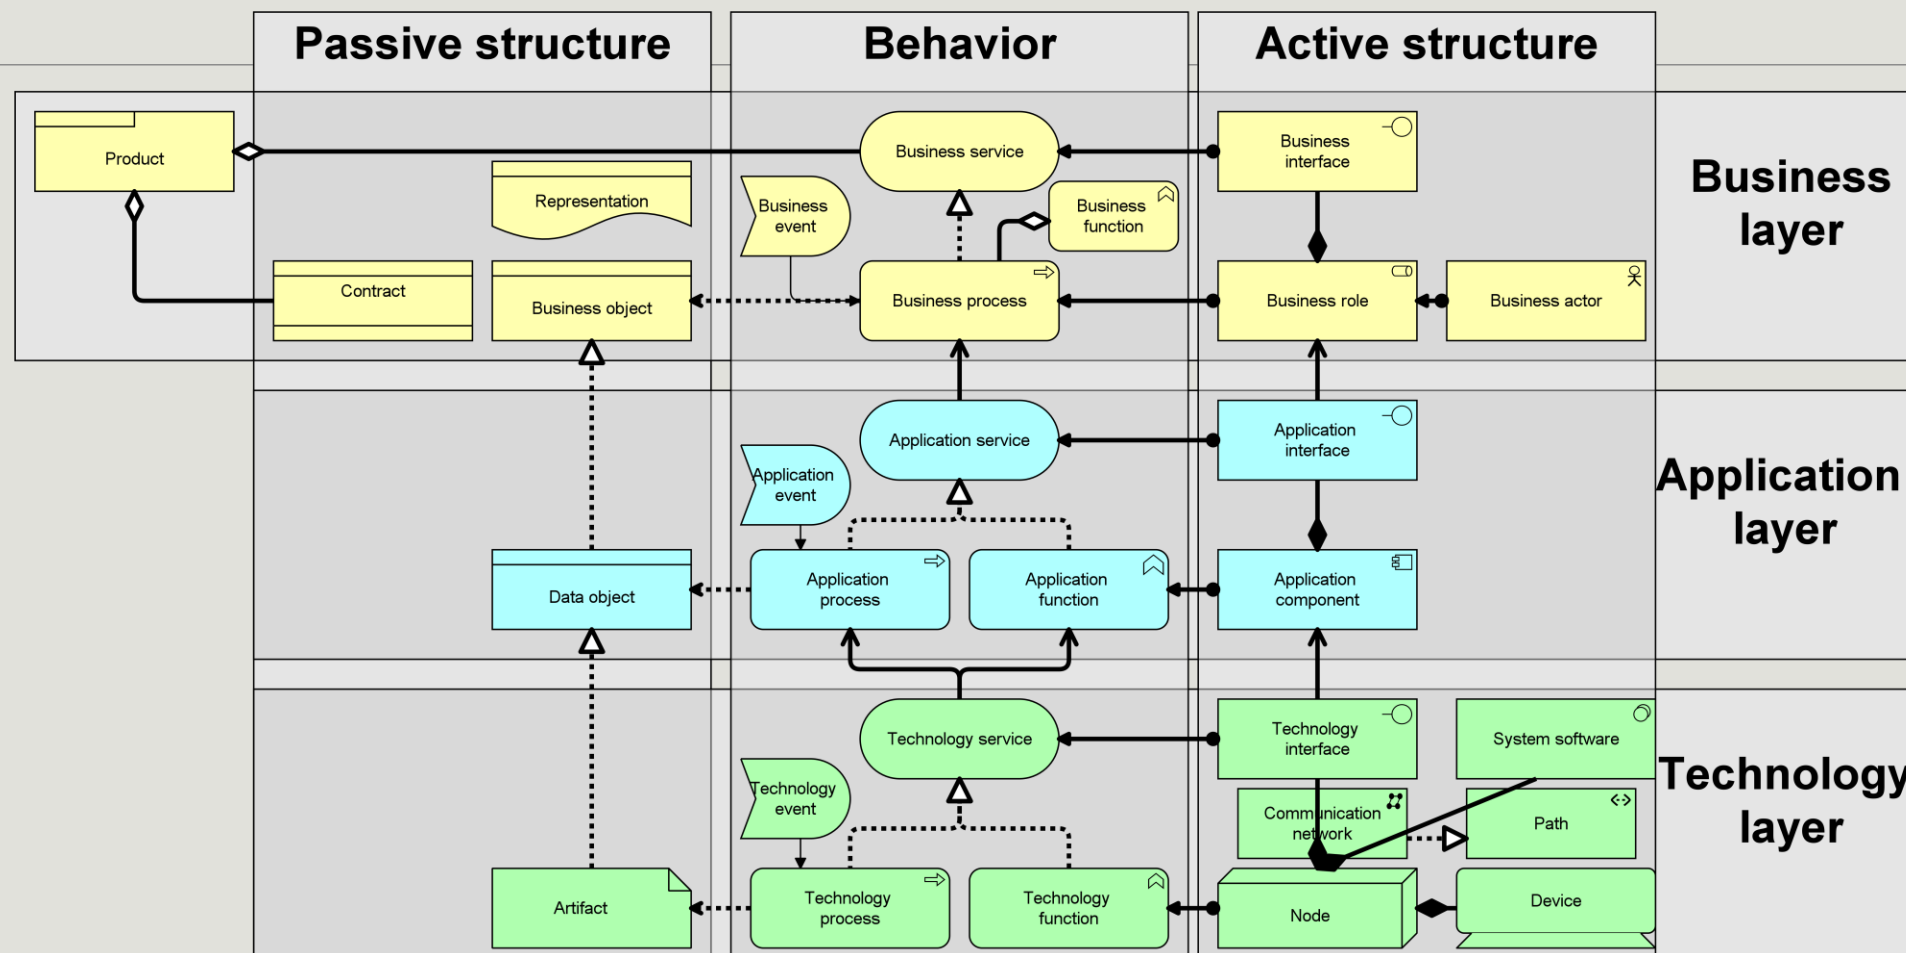 Passive structure
Behavior
Active structure
Product
Business service
Business
interface
Business
layer
Representation
Business
event
Business
function
Contract
Business object
Business process
Business role
Business actor
Application service
Application
interface
Application
layer
Application
event
Data object
Application
process
Application
function
Application
component
Technology service
Technology
interface
System software
Technology
layer
Technology
event
Communication
network
Path
Artifact
Technology
process
Technology
function
Node
Device